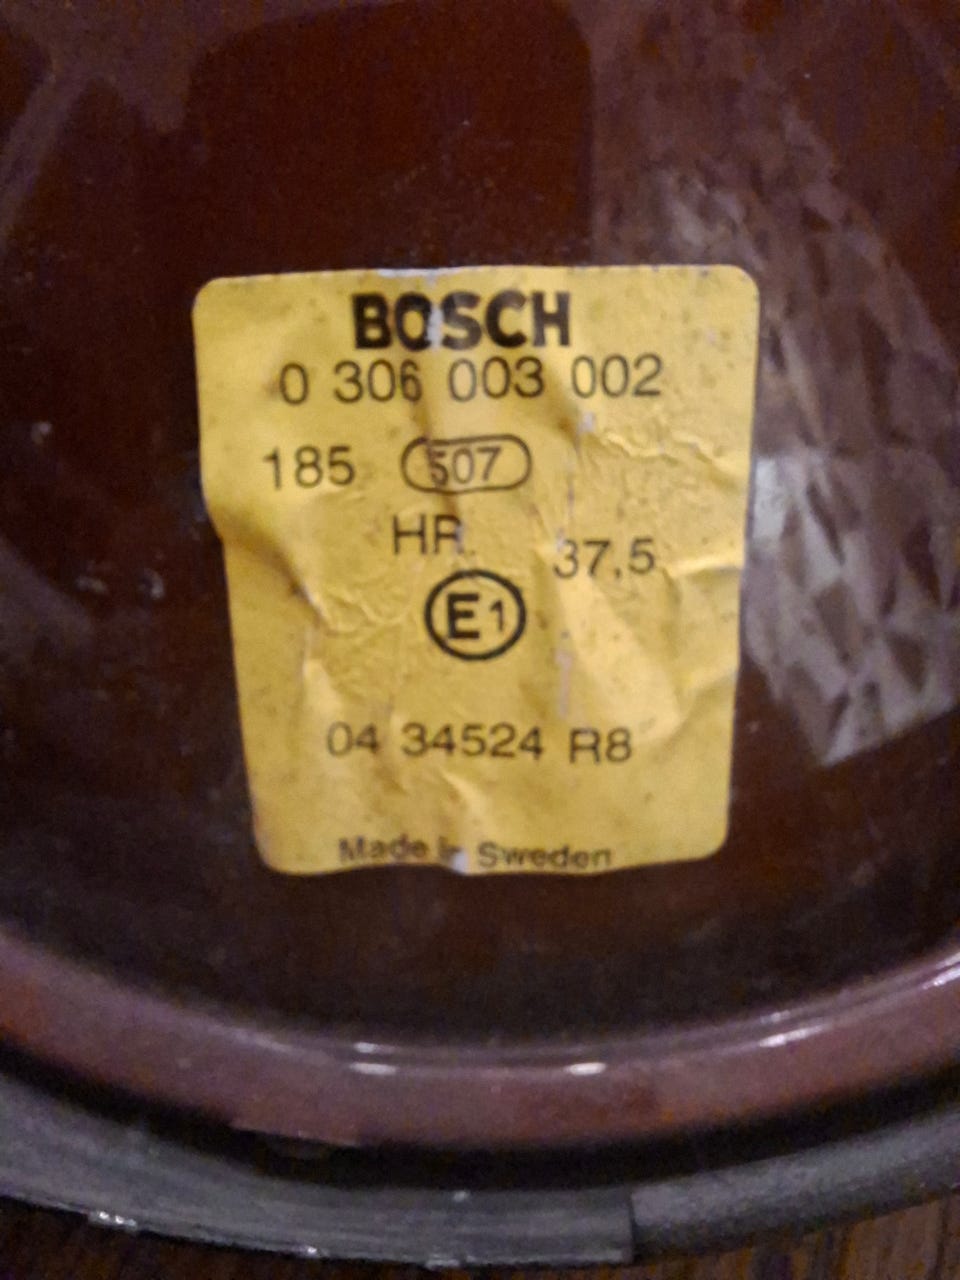 BOSCH
0 306 003 002
185 507
HR 37,5
E1
04 34524 R8
Made in Sweden